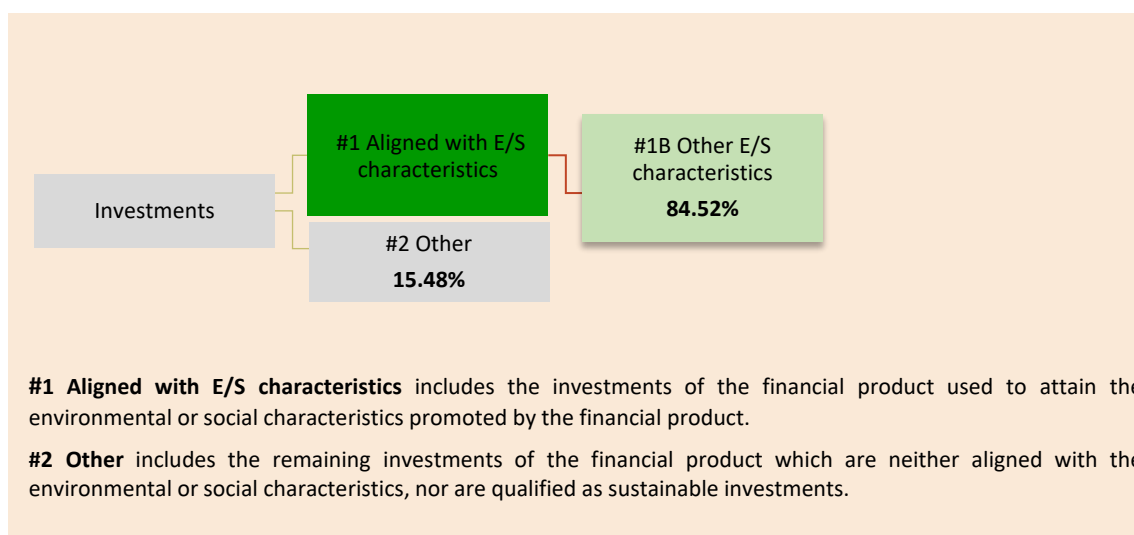 #1 Aligned with E/S
characteristics
#1B Other E/S
characteristics
84.52%
Investments
#2 Other
15.48%
#1 Aligned with E/S characteristics includes the investments of the financial product used to attain the
environmental or social characteristics promoted by the financial product.
#2 Other includes the remaining investments of the financial product which are neither aligned with the
environmental or social characteristics, nor are qualified as sustainable investments.